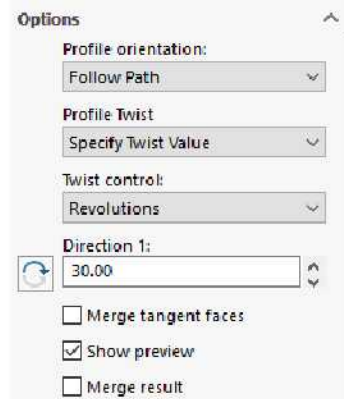 Options
Profile orientation:
Follow Path
Profile Twist
Specify Twist Value
Twist control:
Revolutions
Direction 1:
30.00
Merge tangent faces
Show preview
Merge result